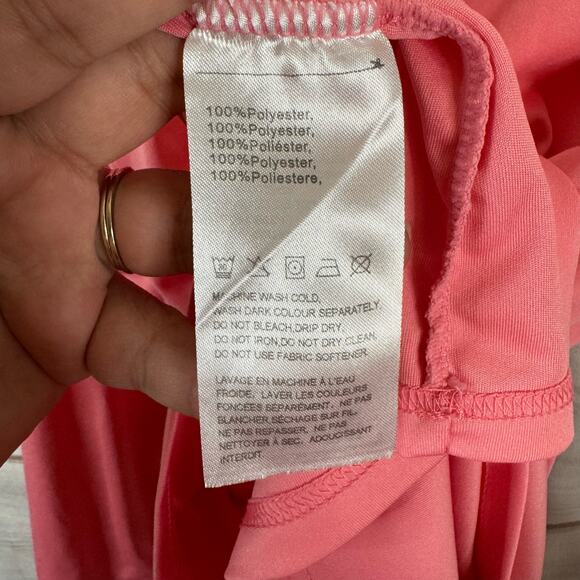 100%Polyester,
100%Polyester,
100%Poliéster,
100%Polyester,
100%Poliestere,
30
MACHINE WASH COLD,
WASH DARK COLOUR SEPARATELY,
DO NOT BLEACH,DRIP DRY,
DO NOT IRON,DO NOT DRY CLEAN,
DO NOT USE FABRIC SOFTENER.
LAVAGE EN MACHINE À L'EAU
FROIDE, LAVER LES COULEURS
FONCÉES SÉPARÉMENT. NE PAS
BLANCHIR,SÉCHAGE SUR FIL.
NE PAS REPASSER. NE PAS
NETTOYER À SEC. ADOUCISSANT
INTERDIT.